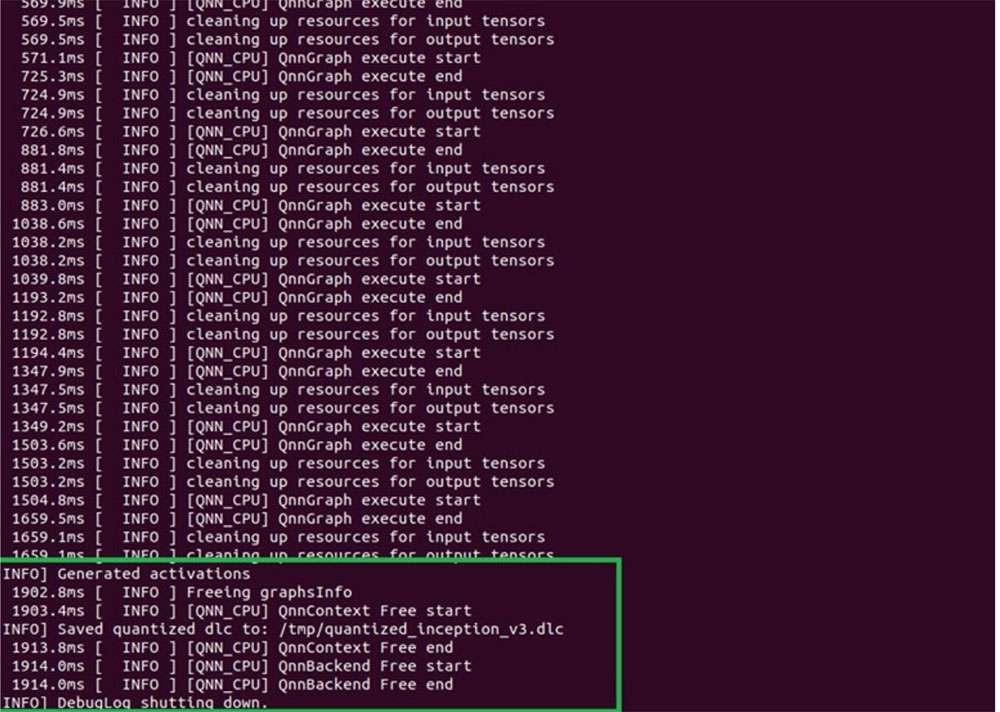 569.9ms [  INFO ] [QNN_CPU] QnnGraph execute end
569.5ms [  INFO ] cleaning up resources for input tensors
569.5ms [  INFO ] cleaning up resources for output tensors
571.1ms [  INFO ] [QNN_CPU] QnnGraph execute start
725.3ms [  INFO ] [QNN_CPU] QnnGraph execute end
724.9ms [  INFO ] cleaning up resources for input tensors
724.9ms [  INFO ] cleaning up resources for output tensors
726.6ms [  INFO ] [QNN_CPU] QnnGraph execute start
881.8ms [  INFO ] [QNN_CPU] QnnGraph execute end
881.4ms [  INFO ] cleaning up resources for input tensors
881.4ms [  INFO ] cleaning up resources for output tensors
883.0ms [  INFO ] [QNN_CPU] QnnGraph execute start
1038.6ms [  INFO ] [QNN_CPU] QnnGraph execute end
1038.2ms [  INFO ] cleaning up resources for input tensors
1038.2ms [  INFO ] cleaning up resources for output tensors
1039.8ms [  INFO ] [QNN_CPU] QnnGraph execute start
1193.2ms [  INFO ] [QNN_CPU] QnnGraph execute end
1192.8ms [  INFO ] cleaning up resources for input tensors
1192.8ms [  INFO ] cleaning up resources for output tensors
1194.4ms [  INFO ] [QNN_CPU] QnnGraph execute start
1347.9ms [  INFO ] [QNN_CPU] QnnGraph execute end
1347.5ms [  INFO ] cleaning up resources for input tensors
1347.5ms [  INFO ] cleaning up resources for output tensors
1349.2ms [  INFO ] [QNN_CPU] QnnGraph execute start
1503.6ms [  INFO ] [QNN_CPU] QnnGraph execute end
1503.2ms [  INFO ] cleaning up resources for input tensors
1503.2ms [  INFO ] cleaning up resources for output tensors
1504.8ms [  INFO ] [QNN_CPU] QnnGraph execute start
1659.5ms [  INFO ] [QNN_CPU] QnnGraph execute end
1659.1ms [  INFO ] cleaning up resources for input tensors
1659.1ms [  INFO ] cleaning up resources for output tensors
INFO] Generated activations
1902.8ms [  INFO ] Freeing graphsInfo
1903.4ms [  INFO ] [QNN_CPU] QnnContext Free start
INFO] Saved quantized dlc to: /tmp/quantized_inception_v3.dlc
1913.8ms [  INFO ] [QNN_CPU] QnnContext Free end
1914.0ms [  INFO ] [QNN_CPU] QnnBackend Free start
1914.0ms [  INFO ] [QNN_CPU] QnnBackend Free end
INFO] DebugLog shutting down.